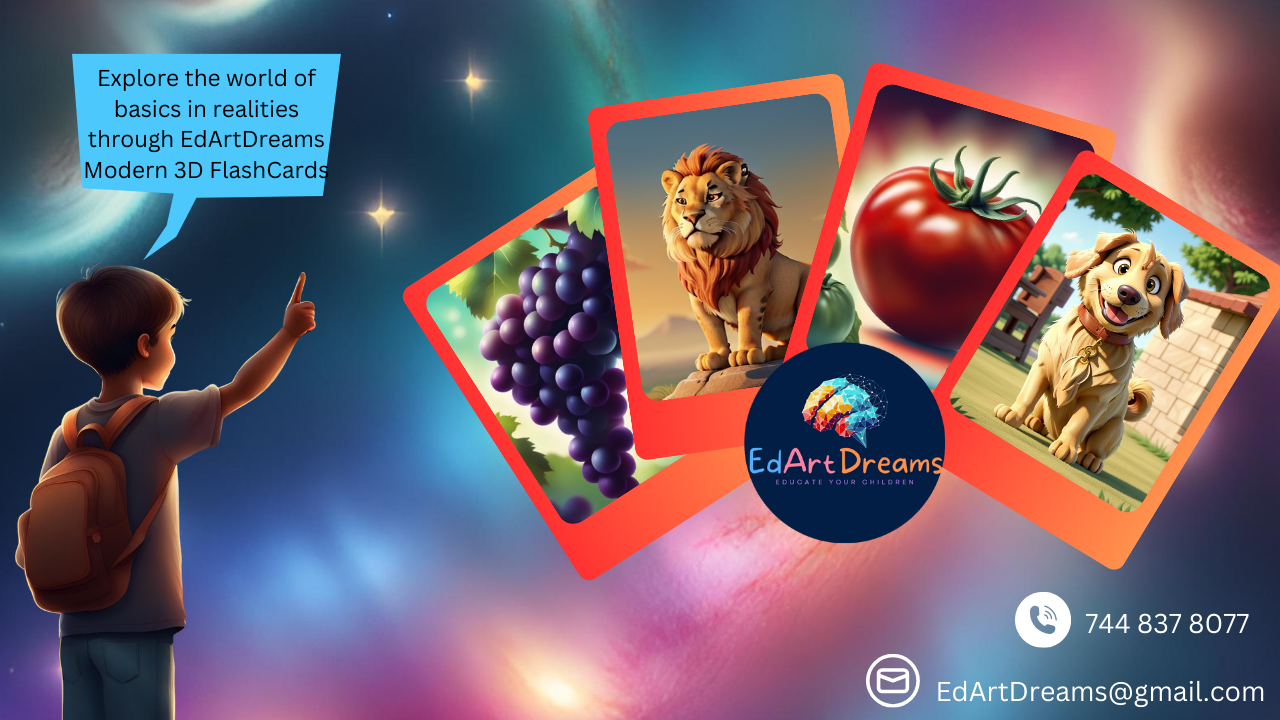 Explore the world of
basics in realities
through EdArtDreams
Modern 3D FlashCards
EdArtDreams
EDUCATE YOUR CHILDREN
744 837 8077
EdArtDreams@gmail.com